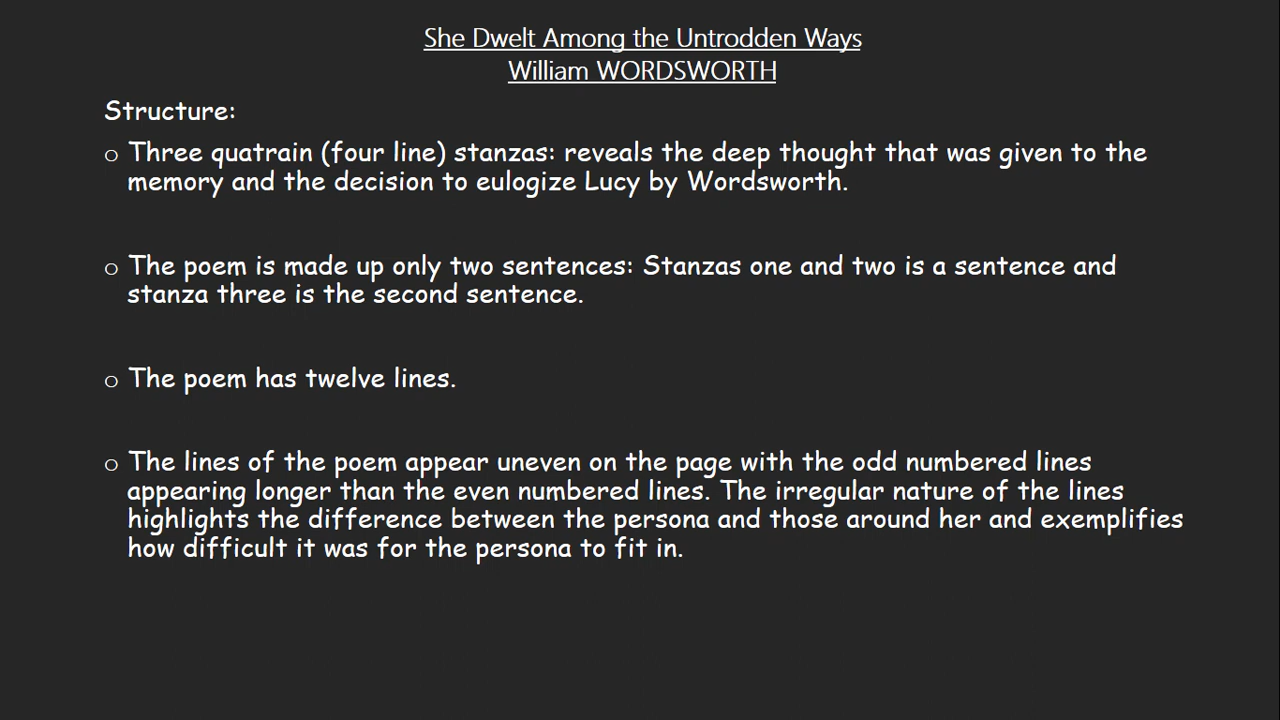 She Dwelt Among the Untrodden Ways
William WORDSWORTH
Structure:
o Three quatrain (four line) stanzas: reveals the deep thought that was given to the
memory and the decision to eulogize Lucy by Wordsworth.
o The poem is made up only two sentences: Stanzas one and two is a sentence and
stanza three is the second sentence.
o The poem has twelve lines.
o The lines of the poem appear uneven on the page with the odd numbered lines
appearing longer than the even numbered lines. The irregular nature of the lines
highlights the difference between the persona and those around her and exemplifies
how difficult it was for the persona to fit in.